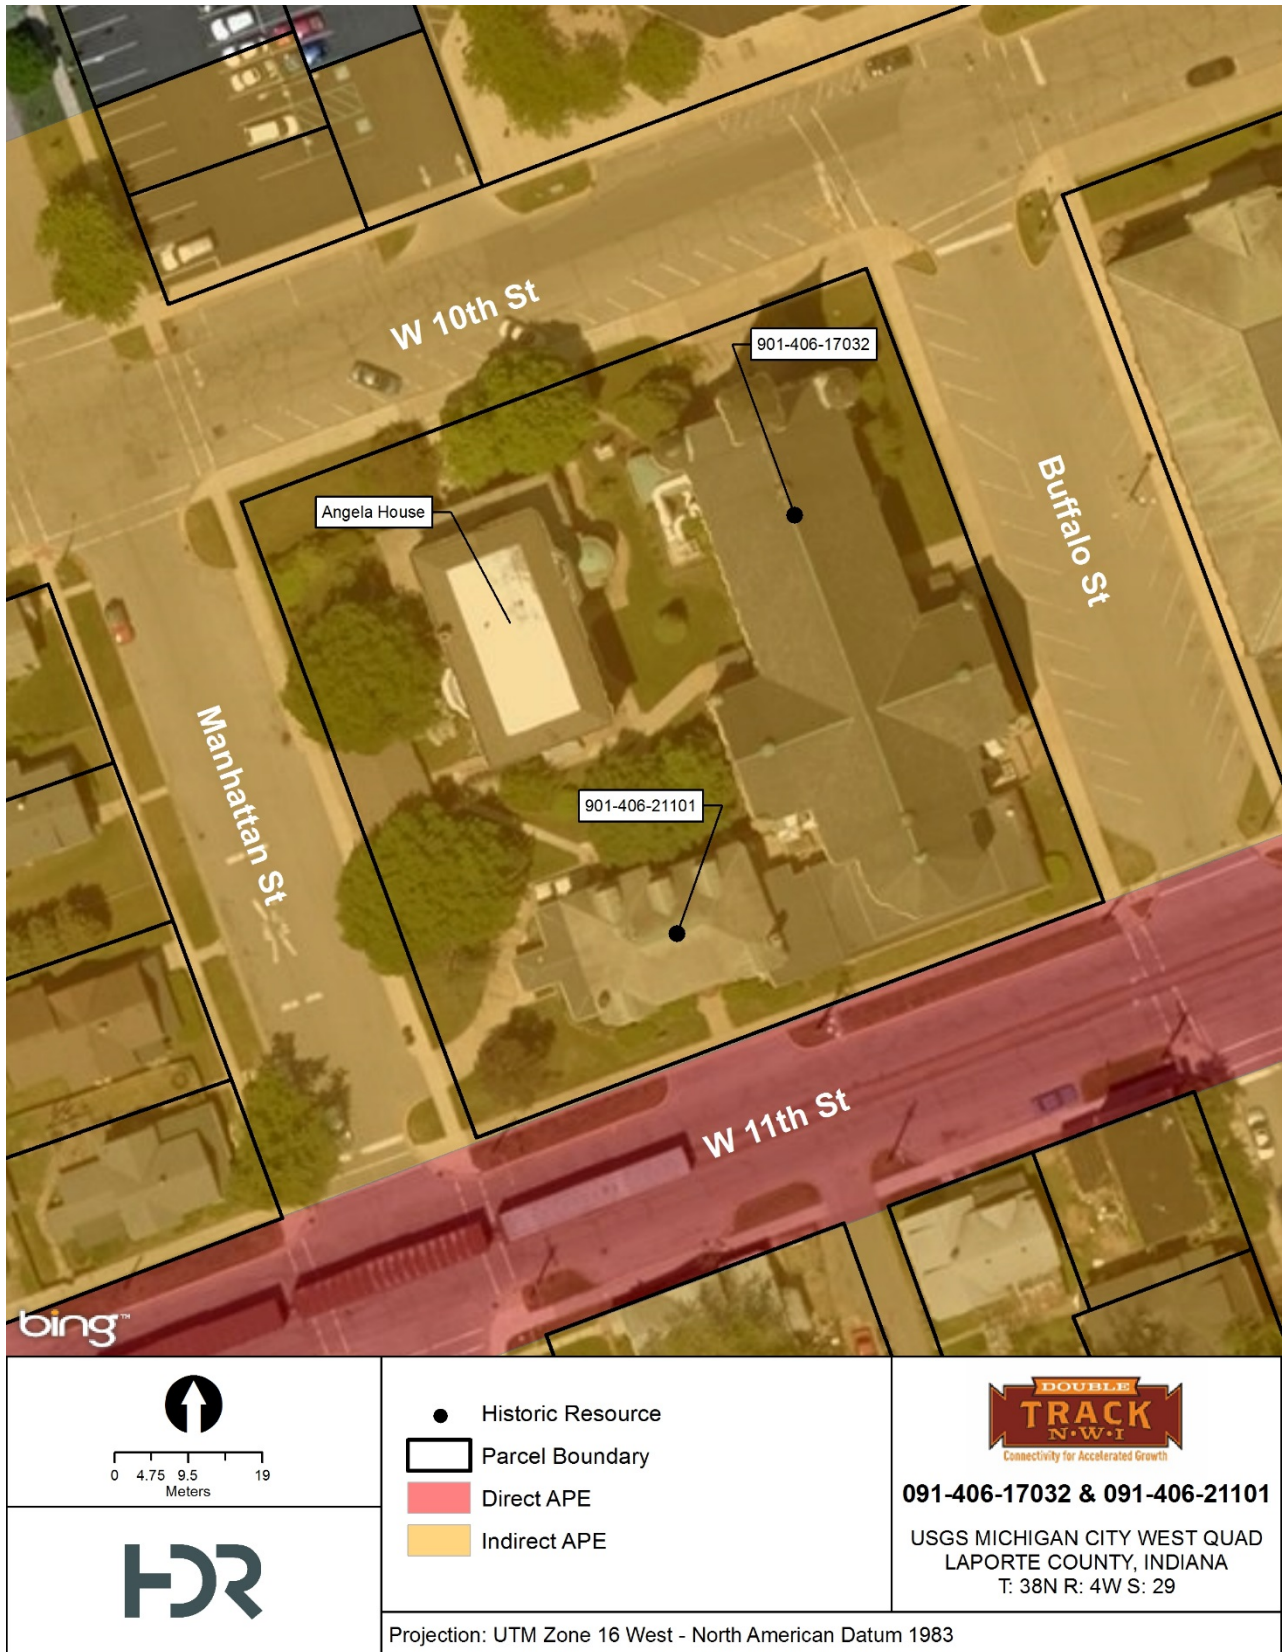 W 10th St
901-406-17032
Angela House
Buffalo St
Manhattan St
901-406-21101
W 11th St
bing™
0 4.75 9.5 19
Meters
HDR
Historic Resource
Parcel Boundary
Direct APE
Indirect APE
DOUBLE
TRACK
N•W•I
Connectivity for Accelerated Growth
091-406-17032 & 091-406-21101
USGS MICHIGAN CITY WEST QUAD
LAPORTE COUNTY, INDIANA
T: 38N R: 4W S: 29
Projection: UTM Zone 16 West - North American Datum 1983